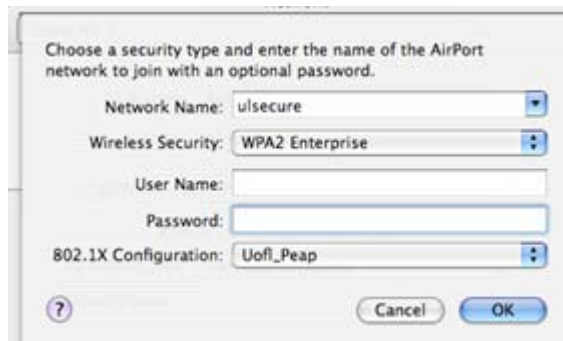 Choose a security type and enter the name of the AirPort
network to join with an optional password.
Network Name: ulsecure
Wireless Security: WPA2 Enterprise
User Name:
Password:
802.1X Configuration: Uofl_Peap
? Cancel OK